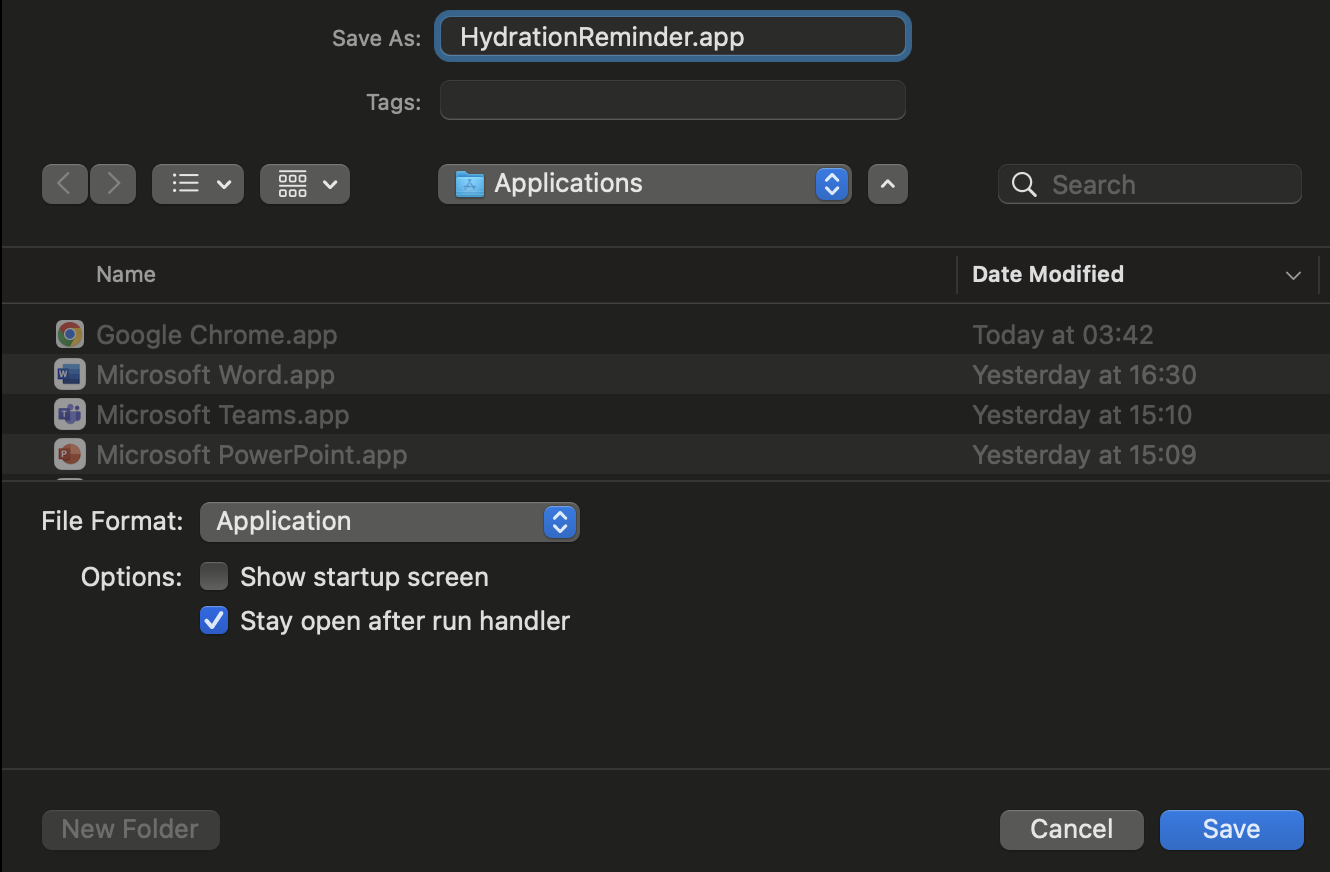 Save As: HydrationReminder.app
Tags:
Applications
Search
Name Date Modified
Google Chrome.app Today at 03:42
Microsoft Word.app Yesterday at 16:30
Microsoft Teams.app Yesterday at 15:10
Microsoft PowerPoint.app Yesterday at 15:09
File Format: Application
Options: Show startup screen
Stay open after run handler
New Folder Cancel Save